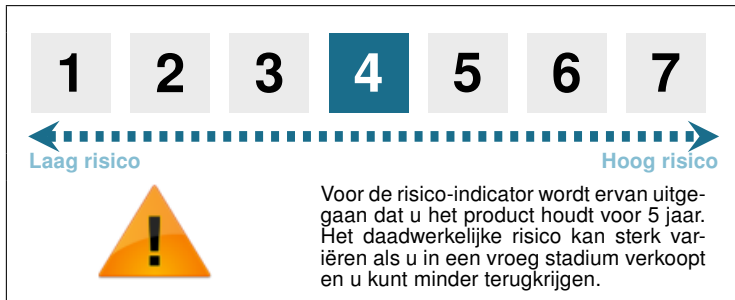 1 2 3 4 5 6 7
Laag risico Hoog risico
!
Voor de risico-indicator wordt ervan uitge-
gaan dat u het product houdt voor 5 jaar.
Het daadwerkelijke risico kan sterk var-
iëren als u in een vroeg stadium verkoopt
en u kunt minder terugkrijgen.